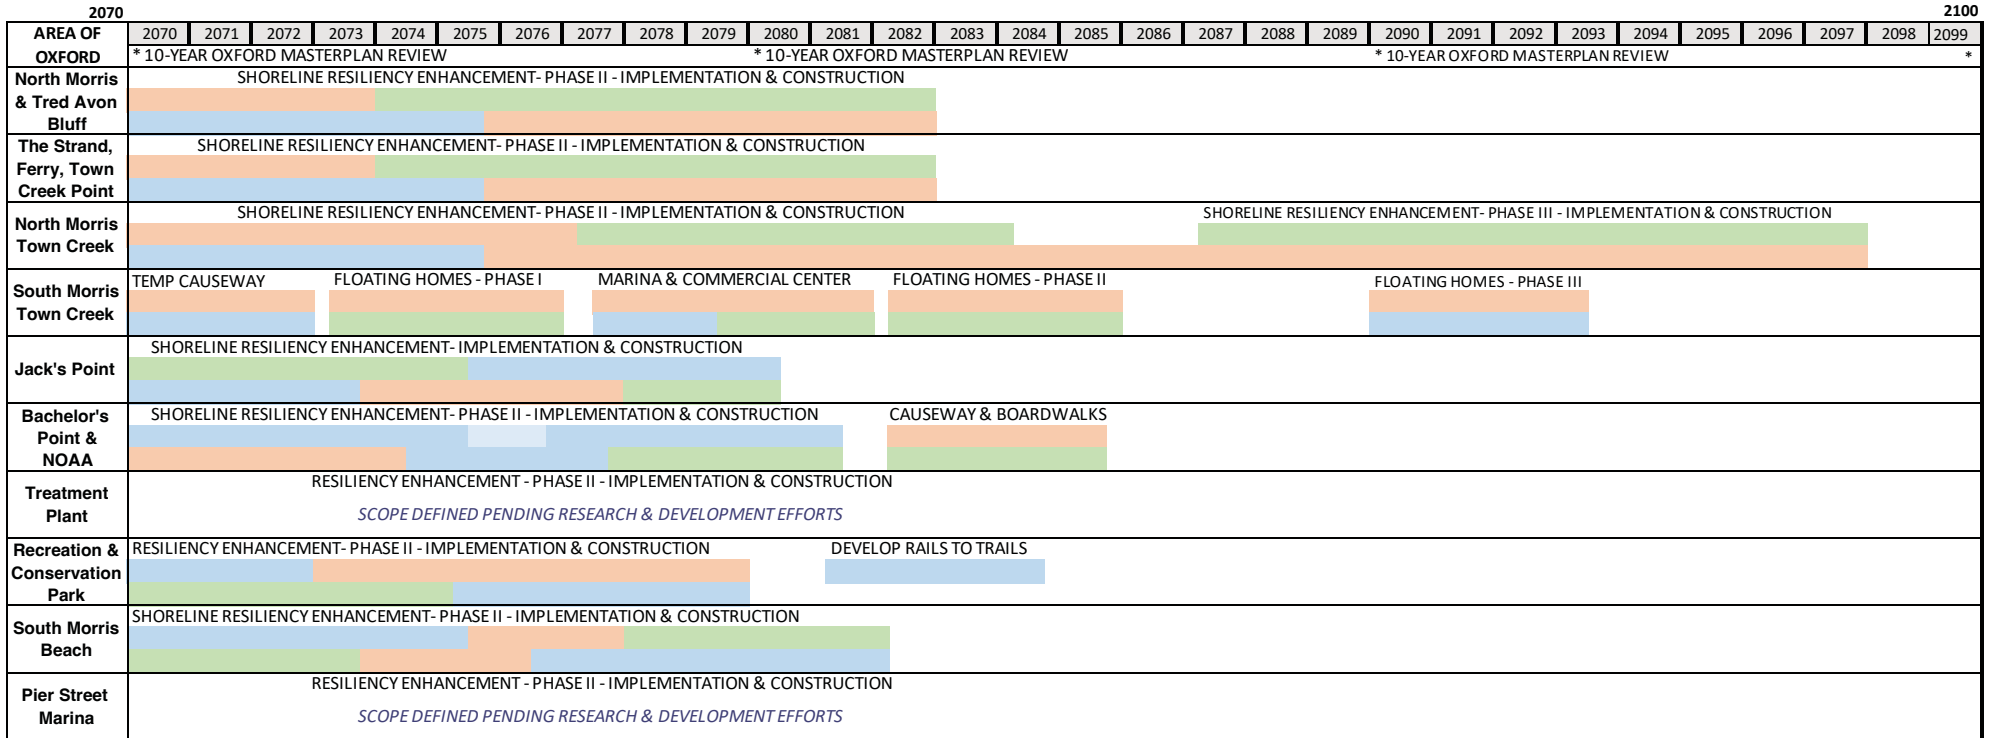 2070
2100
AREA OF OXFORD
2070 2071 2072 2073 2074 2075 2076 2077 2078 2079 2080 2081 2082 2083 2084 2085 2086 2087 2088 2089 2090 2091 2092 2093 2094 2095 2096 2097 2098 2099
* 10-YEAR OXFORD MASTERPLAN REVIEW * 10-YEAR OXFORD MASTERPLAN REVIEW * 10-YEAR OXFORD MASTERPLAN REVIEW *
North Morris
& Tred Avon
Bluff
SHORELINE RESILIENCY ENHANCEMENT- PHASE II - IMPLEMENTATION & CONSTRUCTION
The Strand,
Ferry, Town
Creek Point
SHORELINE RESILIENCY ENHANCEMENT- PHASE II - IMPLEMENTATION & CONSTRUCTION
North Morris
Town Creek
SHORELINE RESILIENCY ENHANCEMENT- PHASE II - IMPLEMENTATION & CONSTRUCTION
SHORELINE RESILIENCY ENHANCEMENT- PHASE III - IMPLEMENTATION & CONSTRUCTION
South Morris
Town Creek
TEMP CAUSEWAY
FLOATING HOMES - PHASE I
MARINA & COMMERCIAL CENTER
FLOATING HOMES - PHASE II
FLOATING HOMES - PHASE III
Jack's Point
SHORELINE RESILIENCY ENHANCEMENT- IMPLEMENTATION & CONSTRUCTION
Bachelor's
Point &
NOAA
SHORELINE RESILIENCY ENHANCEMENT- PHASE II - IMPLEMENTATION & CONSTRUCTION
CAUSEWAY & BOARDWALKS
Treatment
Plant
RESILIENCY ENHANCEMENT - PHASE II - IMPLEMENTATION & CONSTRUCTION
SCOPE DEFINED PENDING RESEARCH & DEVELOPMENT EFFORTS
Recreation &
Conservation
Park
RESILIENCY ENHANCEMENT- PHASE II - IMPLEMENTATION & CONSTRUCTION
DEVELOP RAILS TO TRAILS
South Morris
Beach
SHORELINE RESILIENCY ENHANCEMENT- PHASE II - IMPLEMENTATION & CONSTRUCTION
Pier Street
Marina
RESILIENCY ENHANCEMENT - PHASE II - IMPLEMENTATION & CONSTRUCTION
SCOPE DEFINED PENDING RESEARCH & DEVELOPMENT EFFORTS